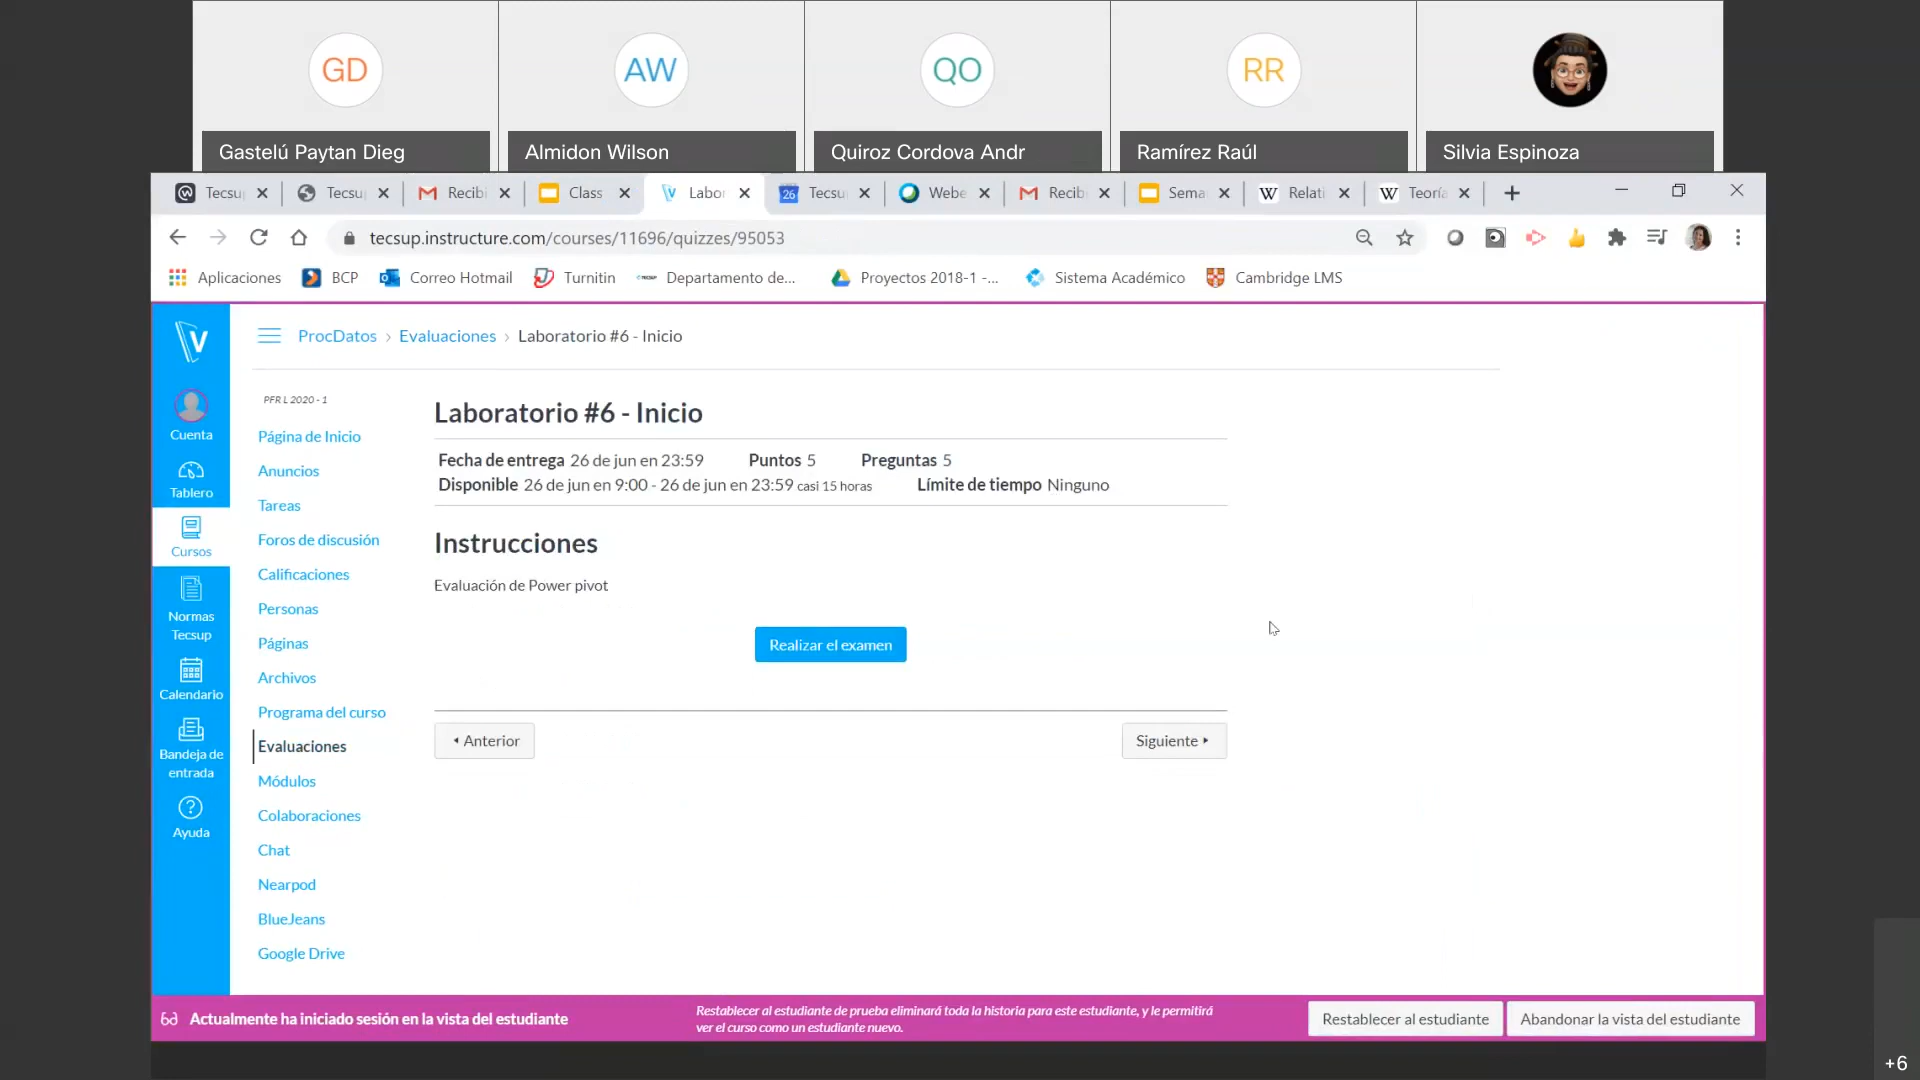 GD
AW
QO
RR
Gastelú Paytan Dieg
Almidon Wilson
Quiroz Cordova Andr
Ramírez Raúl
Silvia Espinoza
Tecsu
Tecsu
Recibi
Class
Labor
26
Tecsu
Webe
Recib
Sema
W
Relati
W
Teoría
tecsup.instructure.com/courses/11696/quizzes/95053
Aplicaciones
BCP
Correo Hotmail
Turnitin
Departamento de...
Proyectos 2018-1 -...
Sistema Académico
Cambridge LMS
V
Cuenta
Tablero
Cursos
Normas
Tecsup
Calendario
Bandeja de
entrada
Ayuda
ProcDatos › Evaluaciones › Laboratorio #6 - Inicio
PFR L 2020 - 1
Página de Inicio
Anuncios
Tareas
Foros de discusión
Calificaciones
Personas
Páginas
Archivos
Programa del curso
Evaluaciones
Módulos
Colaboraciones
Chat
Nearpod
BlueJeans
Google Drive
Laboratorio #6 - Inicio
Fecha de entrega 26 de jun en 23:59 Puntos 5 Preguntas 5
Disponible 26 de jun en 9:00 - 26 de jun en 23:59 casi 15 horas Límite de tiempo Ninguno
Instrucciones
Evaluación de Power pivot
Realizar el examen
Anterior
Siguiente
Actualmente ha iniciado sesión en la vista del estudiante
Restablecer al estudiante de prueba eliminará toda la historia para este estudiante, y le permitirá
ver el curso como un estudiante nuevo.
Restablecer al estudiante
Abandonar la vista del estudiante
+6